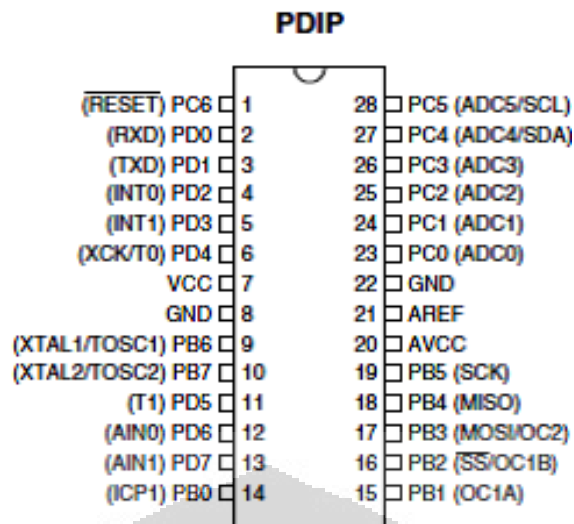 PDIP
(RESET) PC6 1 28 PC5 (ADC5/SCL)
(RXD) PD0 2 27 PC4 (ADC4/SDA)
(TXD) PD1 3 26 PC3 (ADC3)
(INT0) PD2 4 25 PC2 (ADC2)
(INT1) PD3 5 24 PC1 (ADC1)
(XCK/T0) PD4 6 23 PC0 (ADC0)
VCC 7 22 GND
GND 8 21 AREF
(XTAL1/TOSC1) PB6 9 20 AVCC
(XTAL2/TOSC2) PB7 10 19 PB5 (SCK)
(T1) PD5 11 18 PB4 (MISO)
(AIN0) PD6 12 17 PB3 (MOSI/OC2)
(AIN1) PD7 13 16 PB2 (SS/OC1B)
(ICP1) PB0 14 15 PB1 (OC1A)